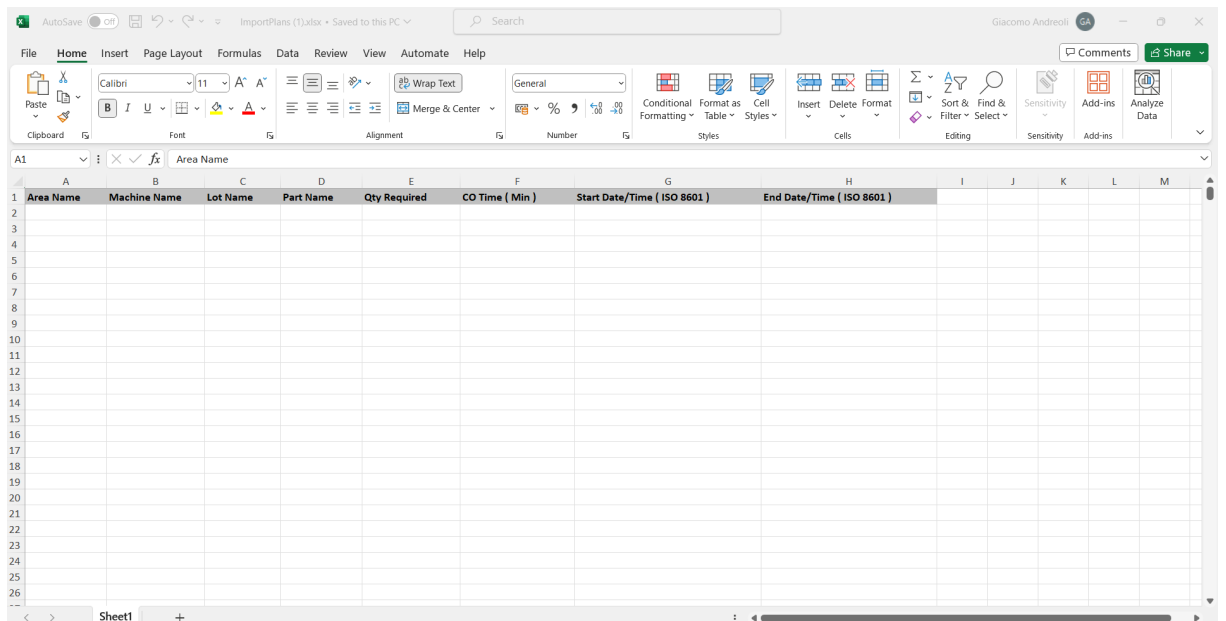 AutoSave Off ImportPlans (1).xlsx • Saved to this PC Search Giacomo Andreoli GA
File Home Insert Page Layout Formulas Data Review View Automate Help Comments Share
Calibri 11 A A Wrap Text General
Paste B I U A Merge & Center % Conditional Formatting Format as Table Cell Styles Insert Delete Format Sort & Filter Find & Select Sensitivity Add-ins Analyze Data
Clipboard Font Alignment Number Styles Cells Editing Sensitivity Add-ins
A1 fx Area Name
A B C D E F G H I J K L M
1 Area Name Machine Name Lot Name Part Name Qty Required CO Time ( Min ) Start Date/Time ( ISO 8601 ) End Date/Time ( ISO 8601 )
2
3
4
5
6
7
8
9
10
11
12
13
14
15
16
17
18
19
20
21
22
23
24
25
26
Sheet1